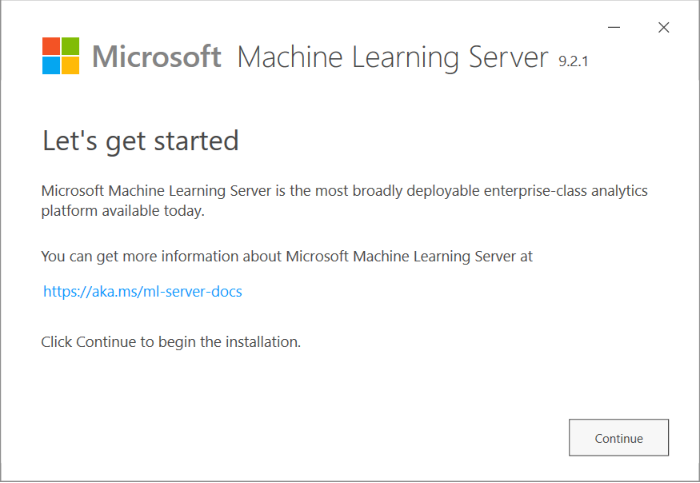 Microsoft Machine Learning Server 9.2.1
Let's get started
Microsoft Machine Learning Server is the most broadly deployable enterprise-class analytics
platform available today.
You can get more information about Microsoft Machine Learning Server at
https://aka.ms/ml-server-docs
Click Continue to begin the installation.
Continue